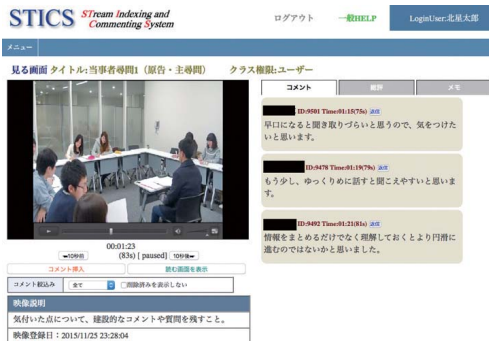 STICS STream Indexing and
Commenting System
ログアウト
一般HELP
LoginUser:北星太郎
メニュー
見る画面 タイトル:当事者尋問1（原告・主尋問） クラス権限:ユーザー
コメント
総評
メモ
ID:9501 Time:01:15(75s) 返信
早口になると聞き取りづらいと思うので、気をつけた
いと思います。
ID:9478 Time:01:19(79s) 返信
もう少し、ゆっくりめに話すと聞こえやすいと思いま
す。
ID:9492 Time:01:21(81s) 返信
情報をまとめるだけでなく理解しておくとより円滑に
進むのではないかと思いました。
00:01:23
10秒前 (83s) [ paused] 10秒後
コメント挿入
読む画面を表示
コメント絞込み 全て 削除済みを表示しない
映像説明
気付いた点について、建設的なコメントや質問を残すこと。
映像登録日：2015/11/25 23:28:04